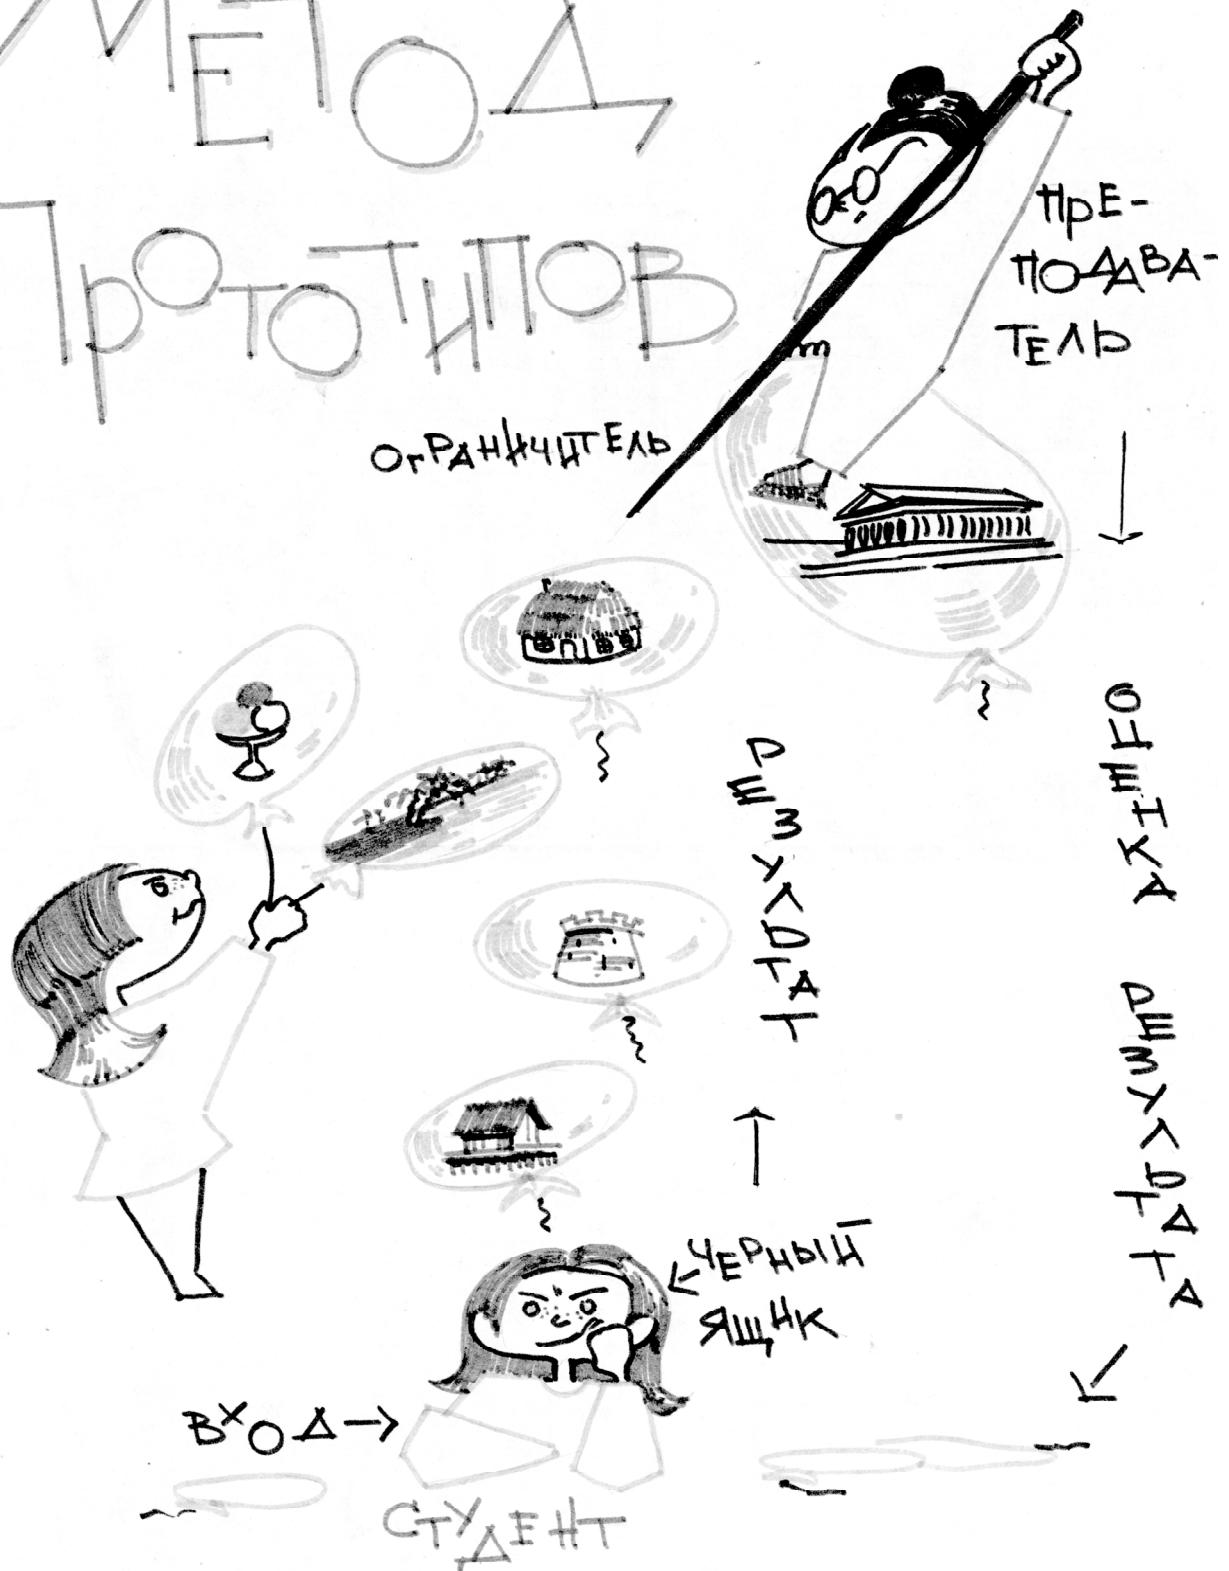 МЕТОД
ПРОТОТИПОВ
ПРЕ-
ПОДАВА-
ТЕЛЬ
ОГРАНИЧИТЕЛЬ
РЕЗУЛЬТАТ
ОЦЕНКА РЕЗУЛЬТАТА
ЧЕРНЫЙ
ЯЩИК
ВХОД
СТУДЕНТ